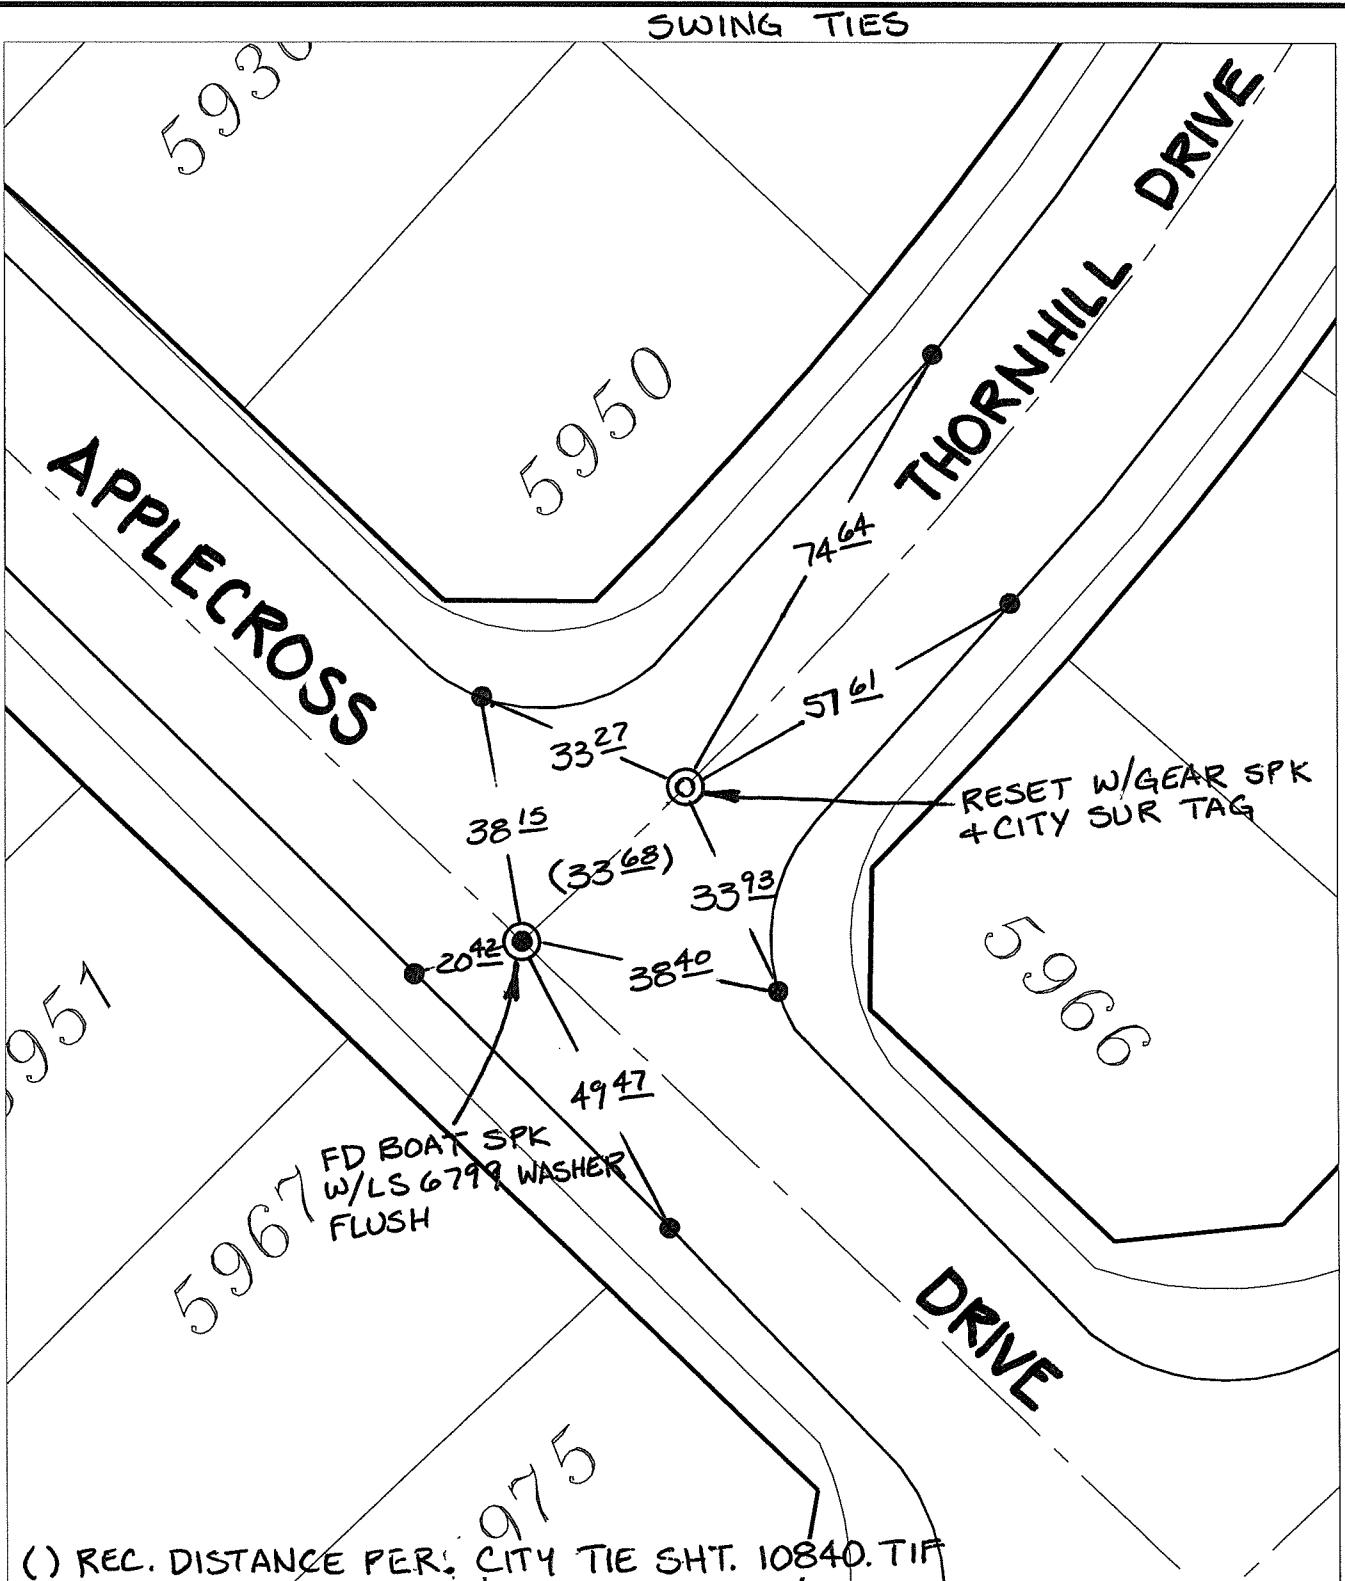 SWING TIES
5930
5950
THORNHILL DRIVE
APPLECROSS DRIVE
74 64
57 61
33 27
RESET W/GEAR SPK
+ CITY SUR TAG
38 15
(33 68)
33 93
20 42
38 40
5966
5951
49 47
FD BOAT SPK
W/LS 6799 WASHER
FLUSH
5967
975
() REC. DISTANCE PER: CITY TIE SHT. 10840.TIF